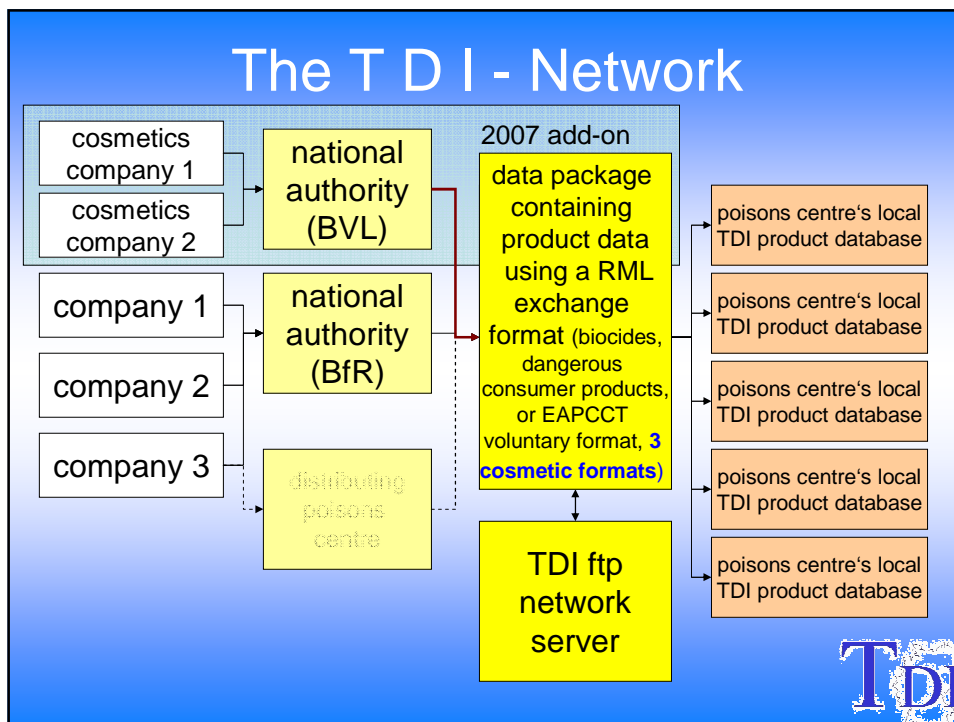 The T D I - Network
2007 add-on
cosmetics
company 1
cosmetics
company 2
national
authority
(BVL)
company 1
company 2
company 3
national
authority
(BfR)
distributing
poisons
centre
data package
containing
product data
using a RML
exchange
format (biocides,
dangerous
consumer products,
or EAPCCT
voluntary format, 3
cosmetic formats)
TDI ftp
network
server
poisons centre‘s local
TDI product database
poisons centre‘s local
TDI product database
poisons centre‘s local
TDI product database
poisons centre‘s local
TDI product database
poisons centre‘s local
TDI product database
TDI